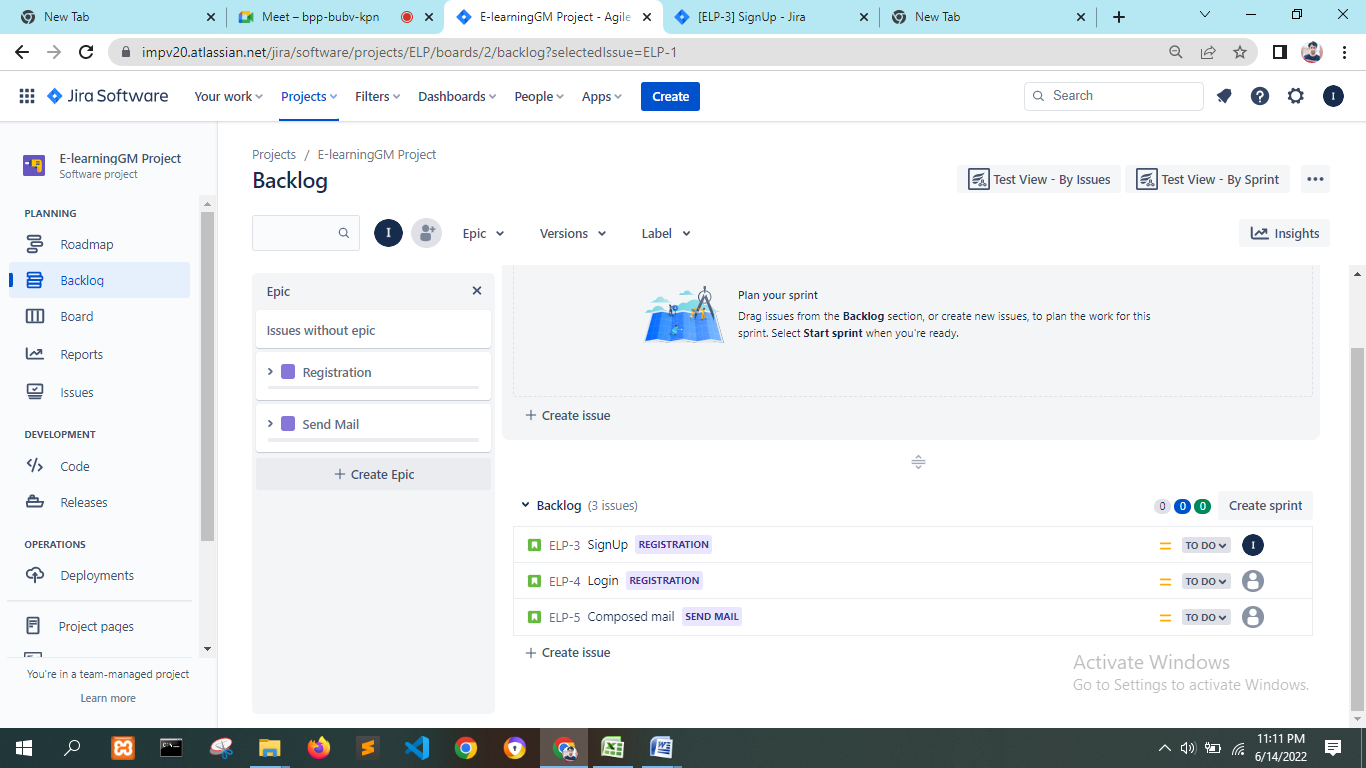 New Tab
Meet – bpp-bubv-kpn
E-learningGM Project - Agile
[ELP-3] SignUp - Jira
New Tab
impv20.atlassian.net/jira/software/projects/ELP/boards/2/backlog?selectedIssue=ELP-1
Jira Software
Your work
Projects
Filters
Dashboards
People
Apps
Create
Search
I
E-learningGM Project
Software project
PLANNING
Roadmap
Backlog
Board
Reports
Issues
DEVELOPMENT
Code
Releases
OPERATIONS
Deployments
Project pages
You're in a team-managed project
Learn more
Projects / E-learningGM Project
Backlog
Test View - By Issues
Test View - By Sprint
I
Epic
Versions
Label
Insights
Epic
Issues without epic
Registration
Send Mail
+ Create Epic
Plan your sprint
Drag issues from the Backlog section, or create new issues, to plan the work for this
sprint. Select Start sprint when you're ready.
+ Create issue
Backlog (3 issues)
0 0 0
Create sprint
ELP-3 SignUp REGISTRATION TO DO I
ELP-4 Login REGISTRATION TO DO
ELP-5 Composed mail SEND MAIL TO DO
+ Create issue
Activate Windows
Go to Settings to activate Windows.
11:11 PM
6/14/2022